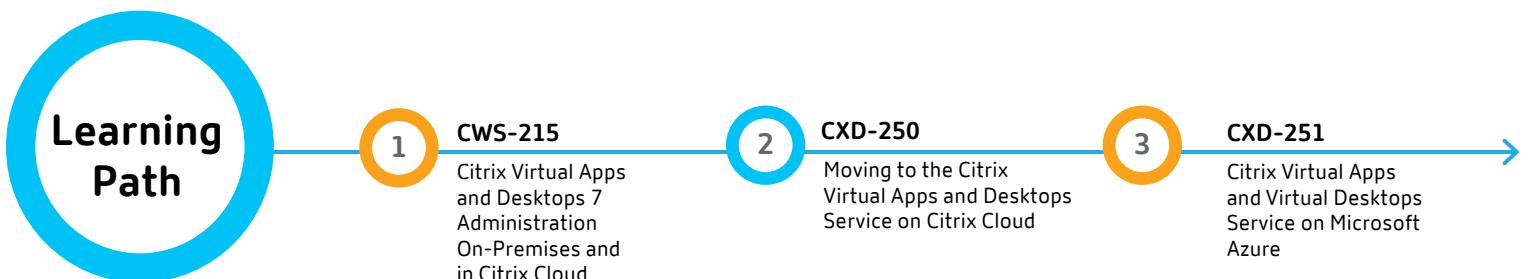 Learning
Path
1
CWS-215
Citrix Virtual Apps
and Desktops 7
Administration
On-Premises and
in Citrix Cloud
2
CXD-250
Moving to the Citrix
Virtual Apps and Desktops
Service on Citrix Cloud
3
CXD-251
Citrix Virtual Apps
and Virtual Desktops
Service on Microsoft
Azure